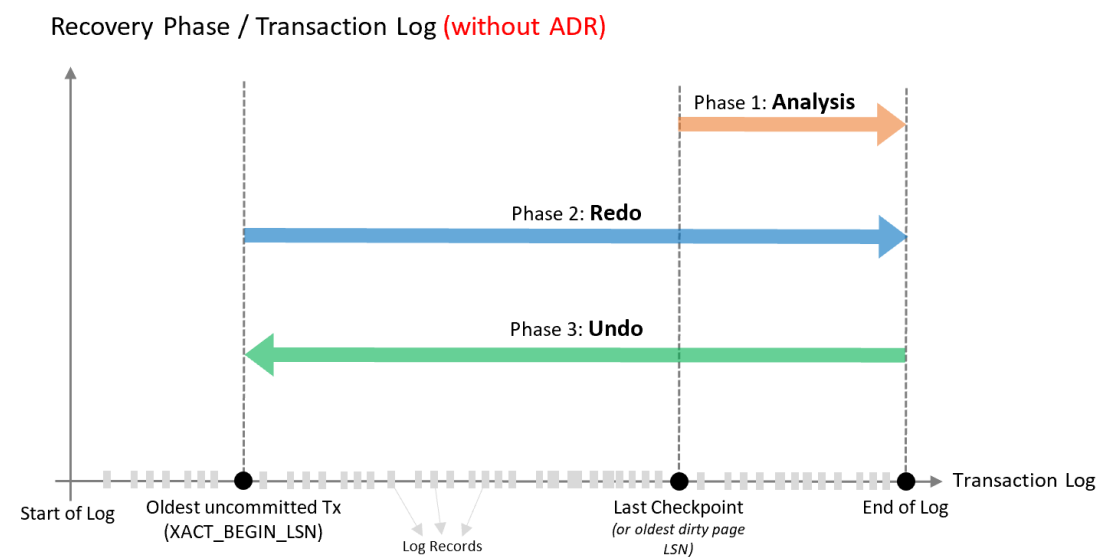 Recovery Phase / Transaction Log (without ADR)
Phase 1: Analysis
Phase 2: Redo
Phase 3: Undo
Transaction Log
Start of Log
Oldest uncommitted Tx
(XACT_BEGIN_LSN)
Log Records
Last Checkpoint
(or oldest dirty page
LSN)
End of Log